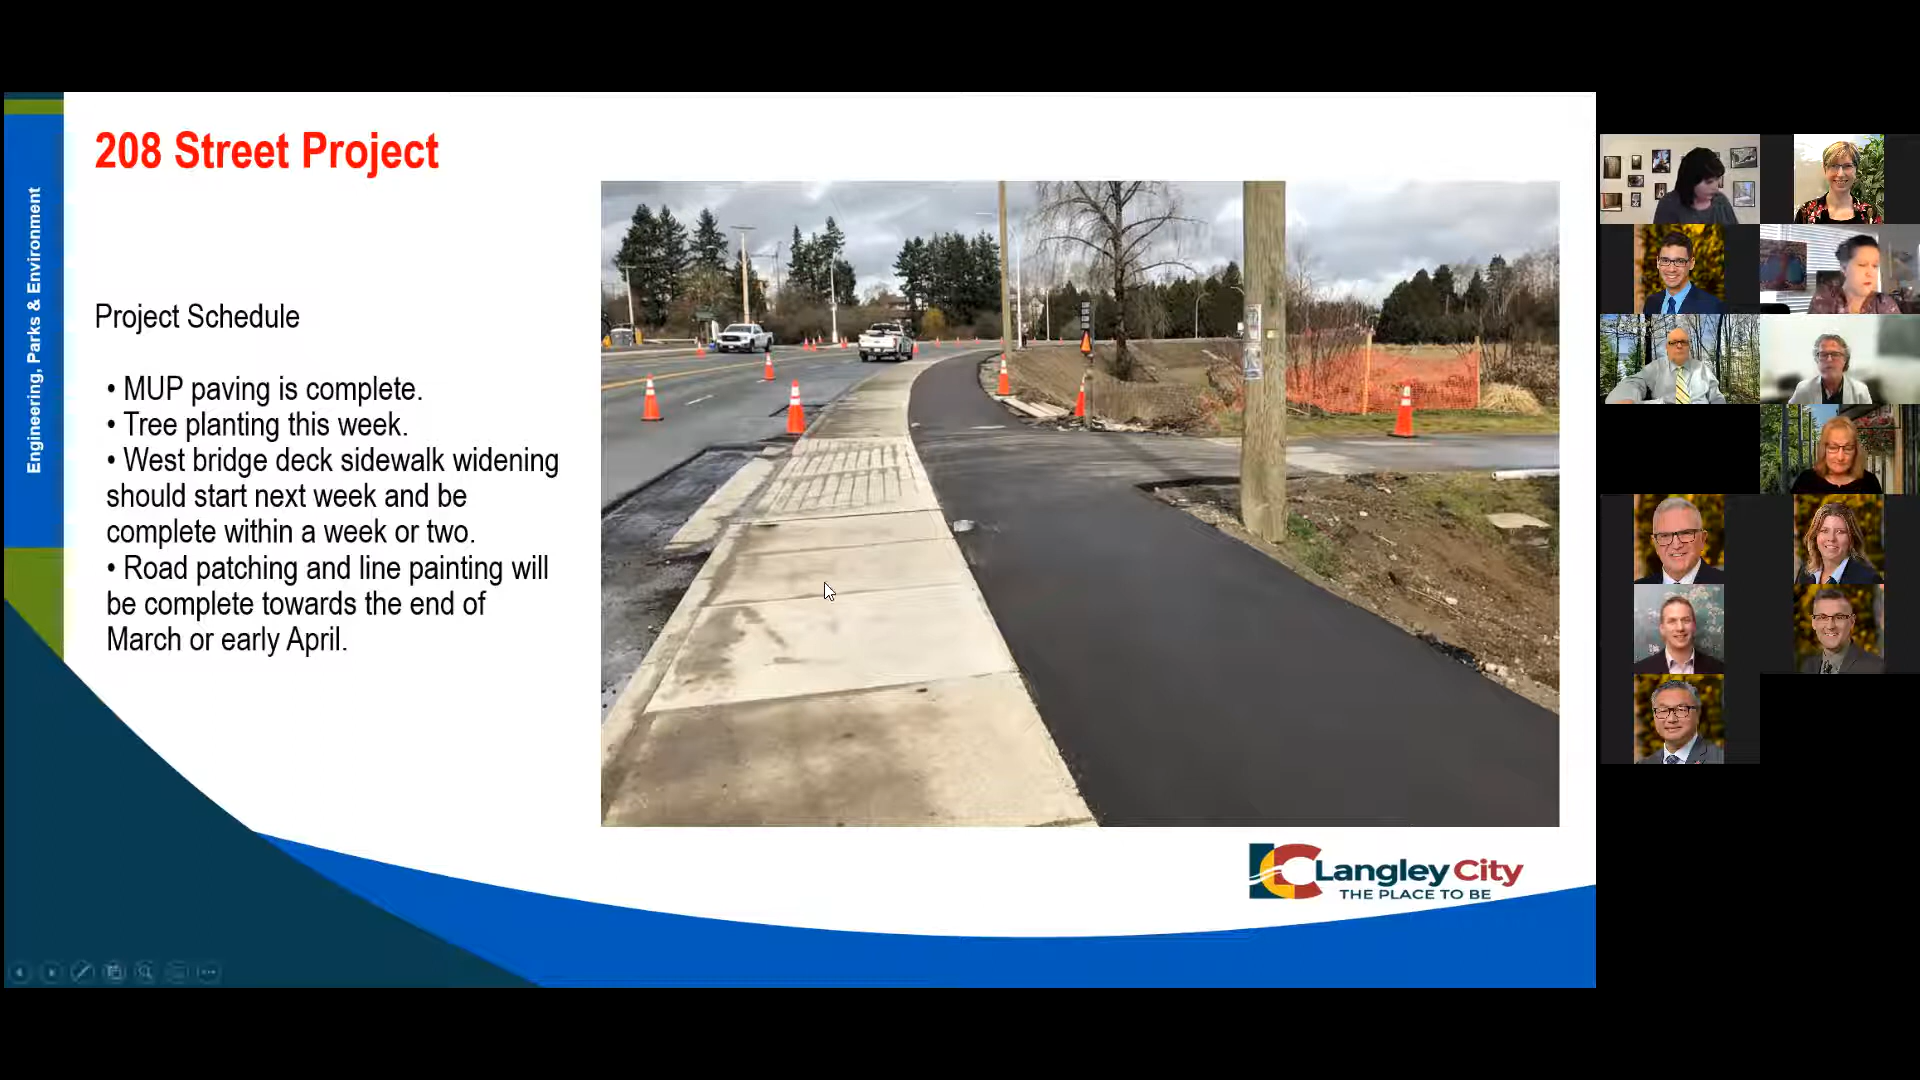 Engineering, Parks & Environment
208 Street Project
Project Schedule
• MUP paving is complete.
• Tree planting this week.
• West bridge deck sidewalk widening
should start next week and be
complete within a week or two.
• Road patching and line painting will
be complete towards the end of
March or early April.
LC Langley City
THE PLACE TO BE